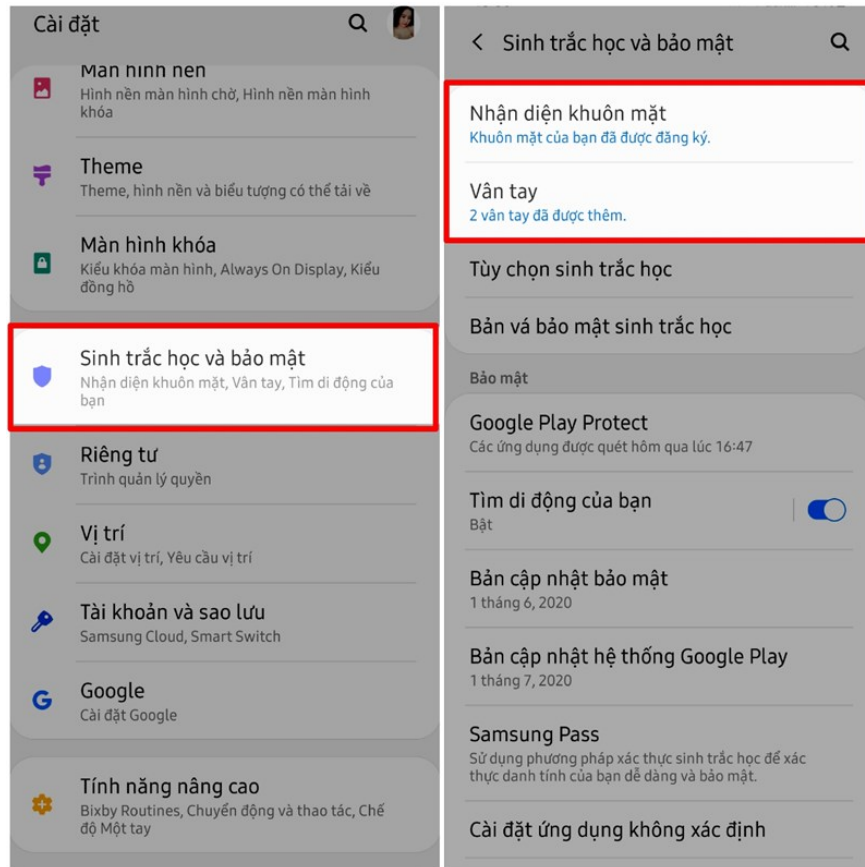 Cài đặt
Màn hình nền
Hình nền màn hình chờ, Hình nền màn hình
khóa
Theme
Theme, hình nền và biểu tượng có thể tải về
Màn hình khóa
Kiểu khóa màn hình, Always On Display, Kiểu
đồng hồ
Sinh trắc học và bảo mật
Nhận diện khuôn mặt, Vân tay, Tìm di động của
bạn
Riêng tư
Trình quản lý quyền
Vị trí
Cài đặt vị trí, Yêu cầu vị trí
Tài khoản và sao lưu
Samsung Cloud, Smart Switch
Google
Cài đặt Google
Tính năng nâng cao
Bixby Routines, Chuyển động và thao tác, Chế
độ Một tay
Sinh trắc học và bảo mật
Nhận diện khuôn mặt
Khuôn mặt của bạn đã được đăng ký.
Vân tay
2 vân tay đã được thêm.
Tùy chọn sinh trắc học
Bản vá bảo mật sinh trắc học
Bảo mật
Google Play Protect
Các ứng dụng được quét hôm qua lúc 16:47
Tìm di động của bạn
Bật
Bản cập nhật bảo mật
1 tháng 6, 2020
Bản cập nhật hệ thống Google Play
1 tháng 7, 2020
Samsung Pass
Sử dụng phương pháp xác thực sinh trắc học để xác
thực danh tính của bạn dễ dàng và bảo mật.
Cài đặt ứng dụng không xác định